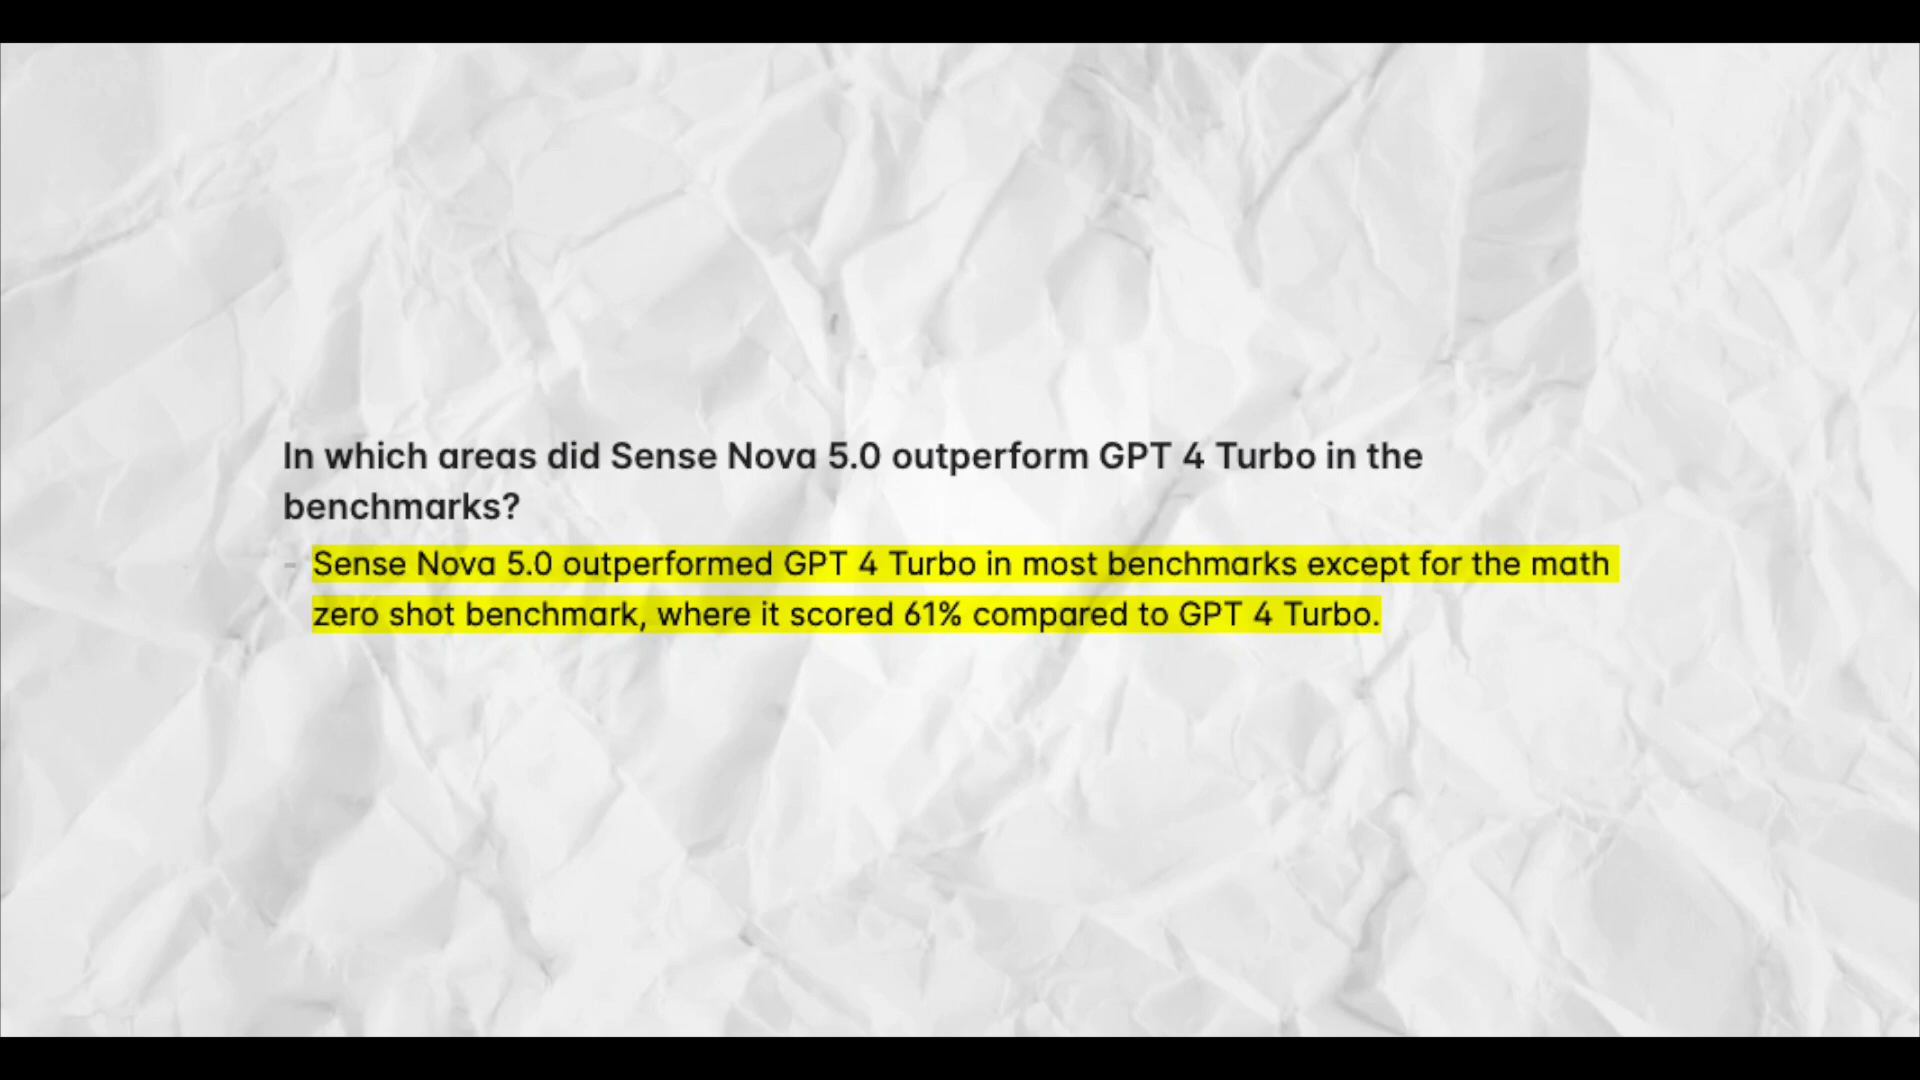 In which areas did Sense Nova 5.0 outperform GPT 4 Turbo in the
benchmarks?
- Sense Nova 5.0 outperformed GPT 4 Turbo in most benchmarks except for the math
zero shot benchmark, where it scored 61% compared to GPT 4 Turbo.